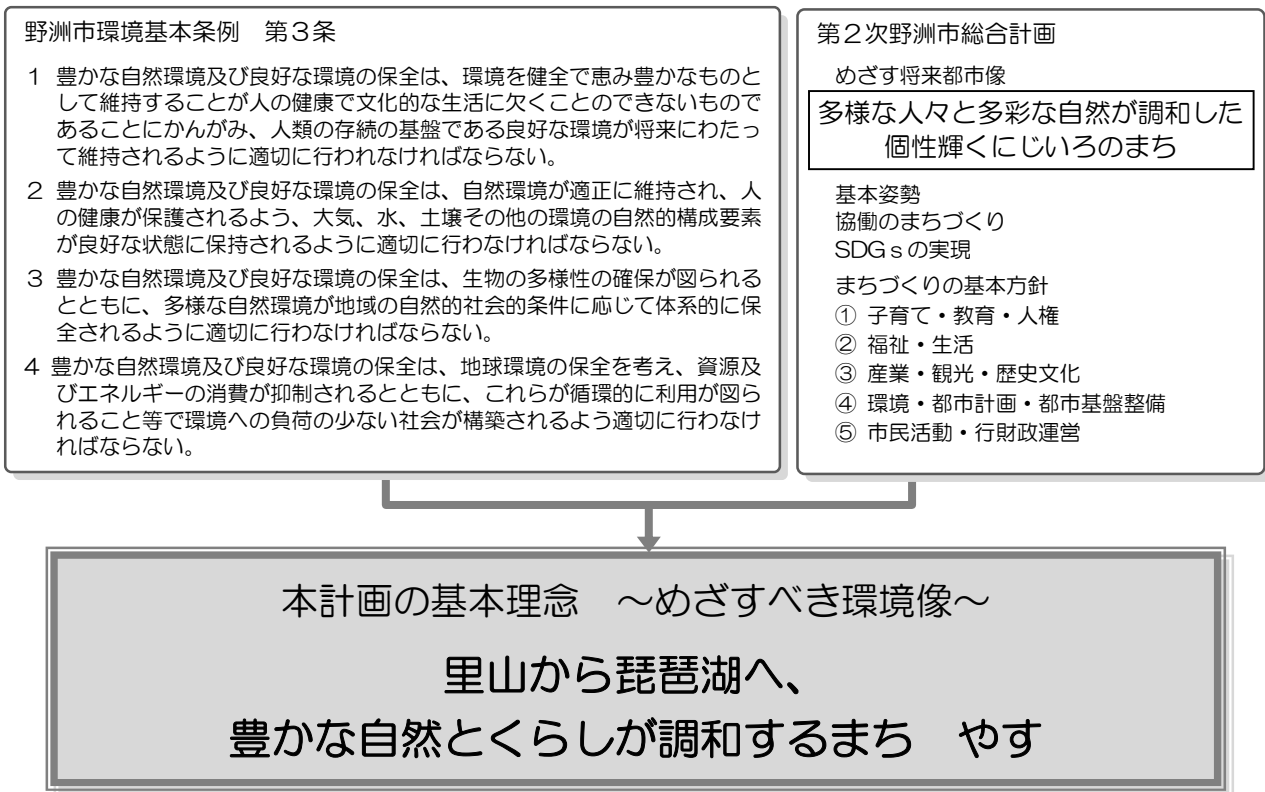 野洲市環境基本条例　第３条
1 豊かな自然環境及び良好な環境の保全は、環境を健全で恵み豊かなものと
して維持することが人の健康で文化的な生活に欠くことのできないもので
あることにかんがみ、人類の存続の基盤である良好な環境が将来にわたっ
て維持されるように適切に行われなければならない。
2 豊かな自然環境及び良好な環境の保全は、自然環境が適正に維持され、人
の健康が保護されるよう、大気、水、土壌その他の環境の自然的構成要素
が良好な状態に保持されるように適切に行わなければならない。
3 豊かな自然環境及び良好な環境の保全は、生物の多様性の確保が図られる
とともに、多様な自然環境が地域の自然的社会的条件に応じて体系的に保
全されるように適切に行わなければならない。
4 豊かな自然環境及び良好な環境の保全は、地球環境の保全を考え、資源及
びエネルギーの消費が抑制されるとともに、これらが循環的に利用が図ら
れること等で環境への負荷の少ない社会が構築されるよう適切に行わなけ
ればならない。
第２次野洲市総合計画
めざす将来都市像
多様な人々と多彩な自然が調和した
個性輝くにじいろのまち
基本姿勢
協働のまちづくり
SDGｓの実現
まちづくりの基本方針
① 子育て・教育・人権
② 福祉・生活
③ 産業・観光・歴史文化
④ 環境・都市計画・都市基盤整備
⑤ 市民活動・行財政運営
本計画の基本理念　～めざすべき環境像～
里山から琵琶湖へ、
豊かな自然とくらしが調和するまち　やす